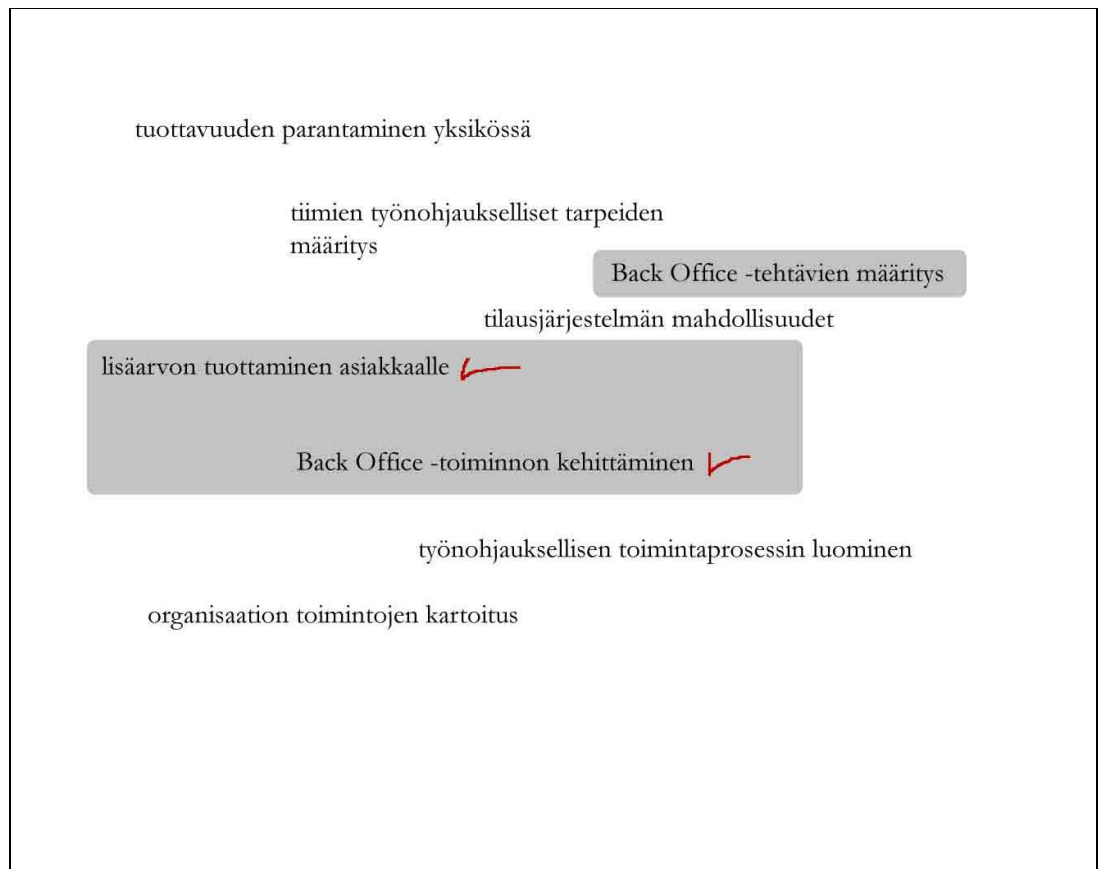 tuottavuuden parantaminen yksikössä
tiimien työnohjaukselliset tarpeiden
määritys
Back Office -tehtävien määritys
tilausjärjestelmän mahdollisuudet
lisäarvon tuottaminen asiakkaalle
Back Office -toiminnon kehittäminen
työnohjauksellisen toimintaprosessin luominen
organisaation toimintojen kartoitus